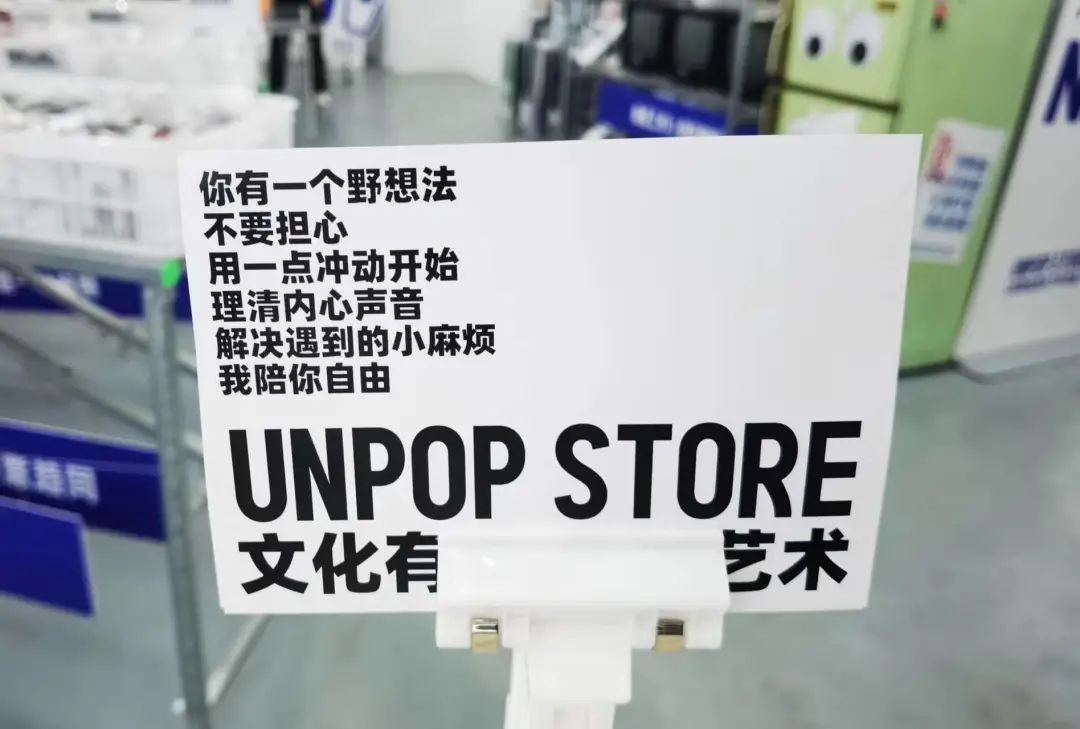 你有一个野想法
不要担心
用一点冲动开始
理清内心声音
解决遇到的小麻烦
我陪你自由
UNPOP STORE
文化有 艺术